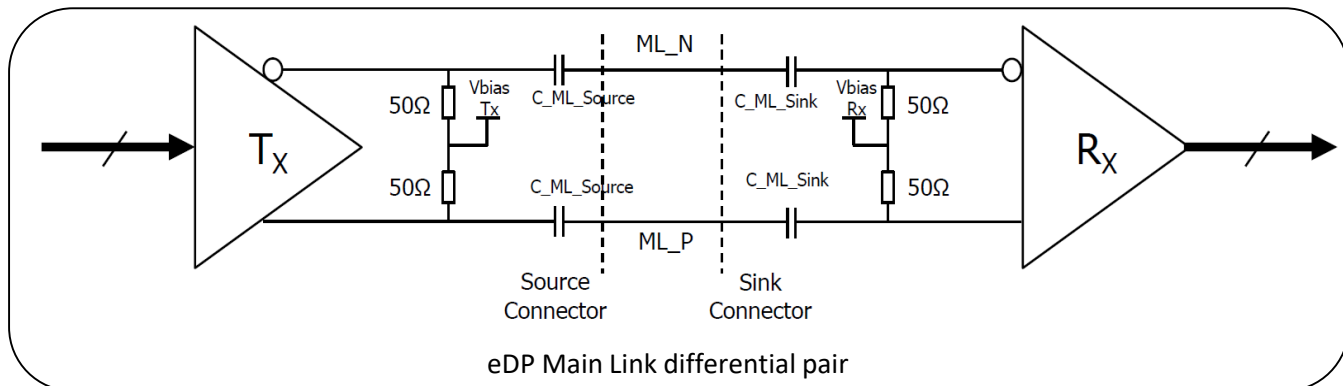 ML_N
Vbias
Tx
Vbias
Rx
50Ω
C_ML_Source
C_ML_Sink
50Ω
TX
RX
50Ω
C_ML_Source
C_ML_Sink
50Ω
ML_P
Source
Connector
Sink
Connector
eDP Main Link differential pair